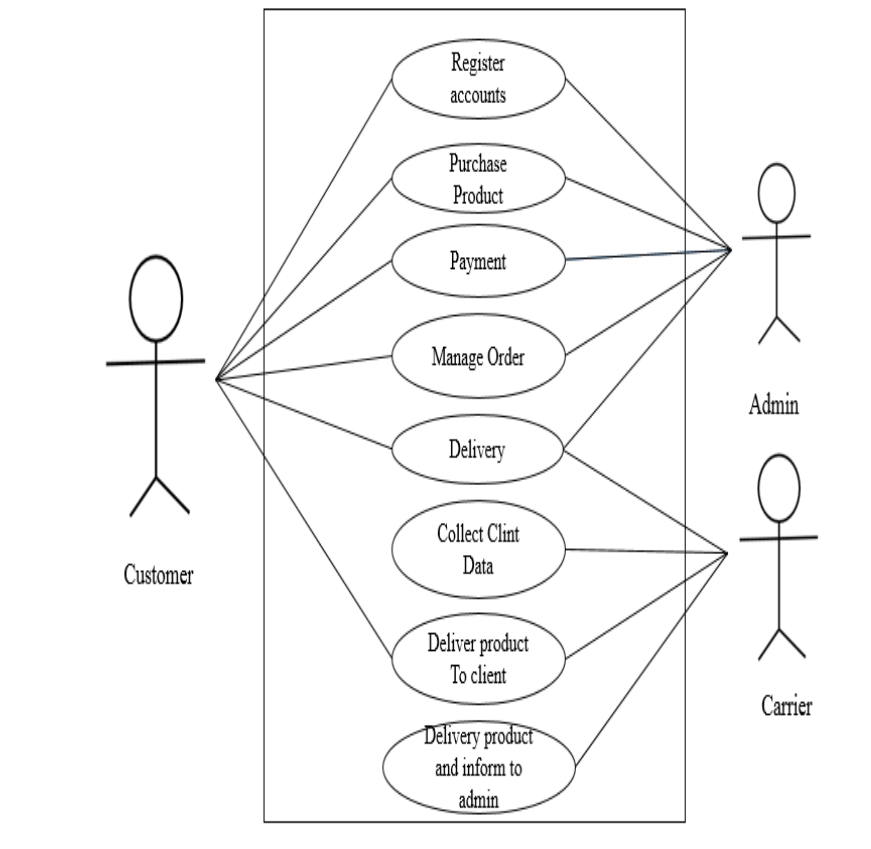 Register
accounts
Purchase
Product
Payment
Manage Order
Delivery
Collect Clint
Data
Deliver product
To client
Delivery product
and inform to
admin
Customer
Admin
Carrier